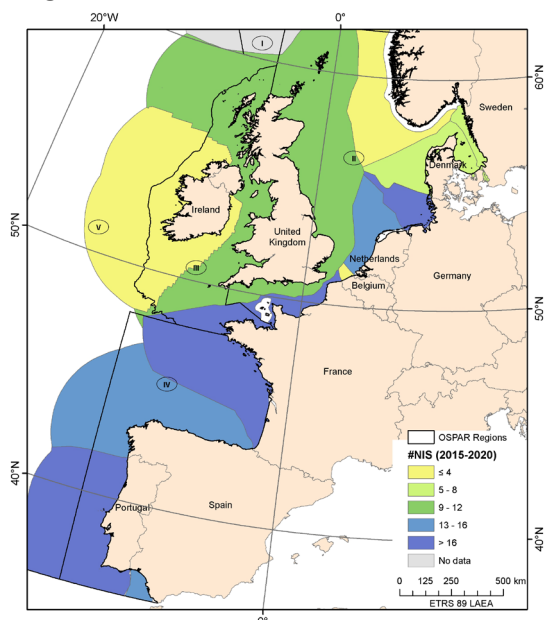 20°W
0°
I
60°N
Sweden
II
Denmark
Ireland
V
50°N
United
Kingdom
III
Netherlands
Germany
Belgium
50°N
France
IV
OSPAR Regions
#NIS (2015-2020)
≤ 4
5 - 8
9 - 12
13 - 16
> 16
No data
40°N
Portugal
Spain
40°N
0 125 250 500 km
ETRS 89 LAEA
0°